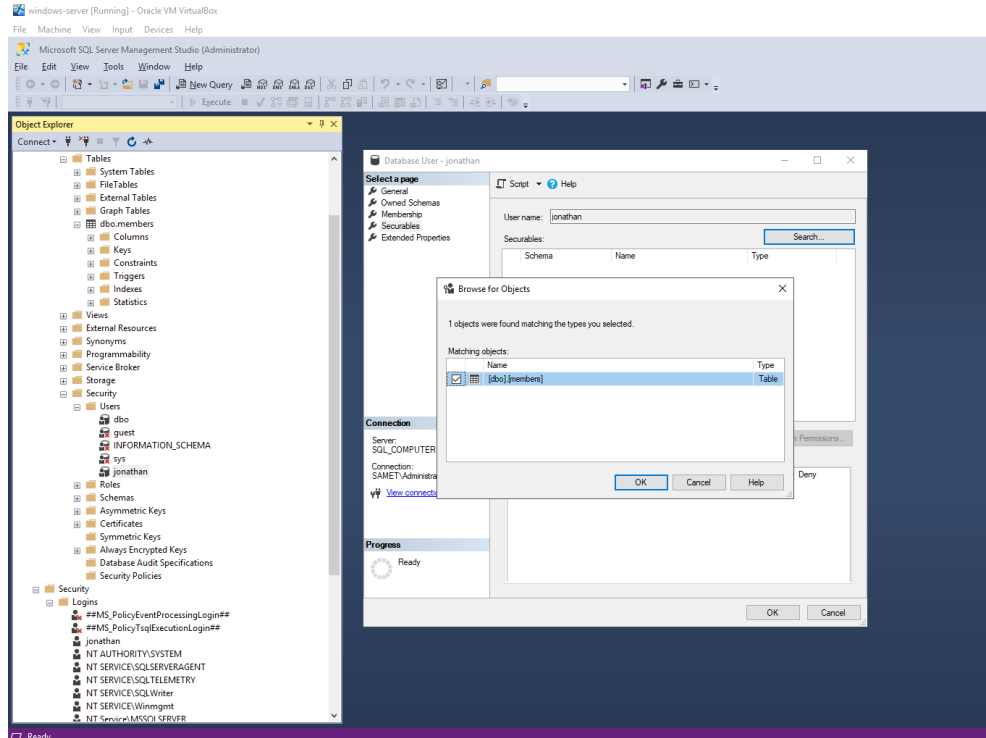 windows-server [Running] - Oracle VM VirtualBox
File Machine View Input Devices Help
Microsoft SQL Server Management Studio (Administrator)
File Edit View Tools Window Help
New Query
Execute
Object Explorer
Connect
Tables
System Tables
FileTables
External Tables
Graph Tables
dbo.members
Columns
Keys
Constraints
Triggers
Indexes
Statistics
Views
External Resources
Synonyms
Programmability
Service Broker
Storage
Security
Users
dbo
guest
INFORMATION_SCHEMA
sys
jonathan
Roles
Schemas
Asymmetric Keys
Certificates
Symmetric Keys
Always Encrypted Keys
Database Audit Specifications
Security Policies
Security
Logins
##MS_PolicyEventProcessingLogin##
##MS_PolicyTsqlExecutionLogin##
jonathan
NT AUTHORITY\SYSTEM
NT SERVICE\SQLSERVERAGENT
NT SERVICE\SQLTELEMETRY
NT SERVICE\SQLWriter
NT SERVICE\Winmgmt
NT Service\MSSQLSERVER
Database User - jonathan
Select a page
General
Owned Schemas
Membership
Securables
Extended Properties
Script Help
User name: jonathan
Securables: Search...
Schema Name Type
Browse for Objects
1 objects were found matching the types you selected.
Matching objects:
Name Type
[dbo].[members] Table
OK Cancel Help
Connection
Server:
SQL_COMPUTER
Connection:
SAMET\Administra
View connectio
Permissions...
Deny
Progress
Ready
OK Cancel
Ready